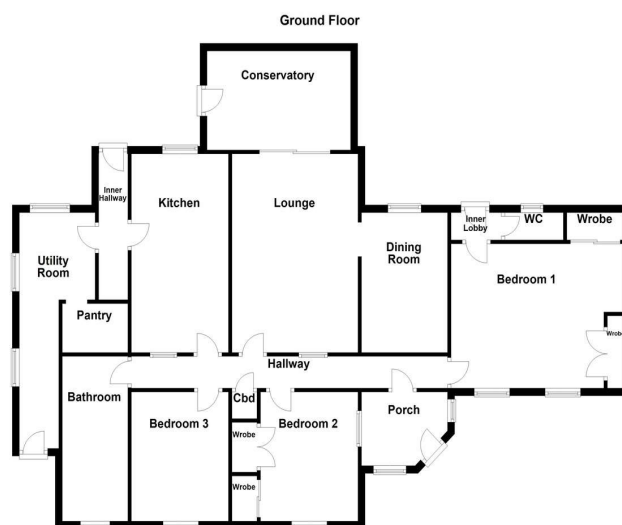 Ground Floor
Conservatory
Inner
Hallway
Kitchen
Lounge
Inner
Lobby
WC
Wrobe
Utility
Room
Dining
Room
Bedroom 1
Pantry
Wrobe
Hallway
Bathroom
Bedroom 3
Cbd
Wrobe
Bedroom 2
Porch
Wrobe